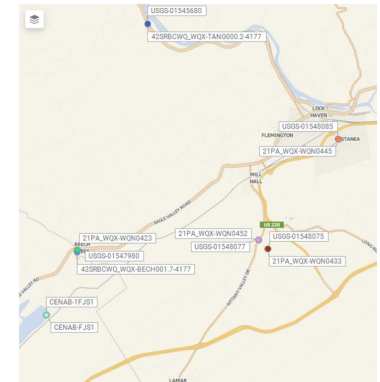 USGS-01545680
42SRBCWQ_WQX-TANG000.2-4177
LOCK
HAVEN
USGS-01548085
FLEMINGTON
STANEA
21PA_WQX-WQN0445
MILL
HALL
EAGLE VALLEY ROAD
US 220
21PA_WQX-WQN0423
21PA_WQX-WQN0452
USGS-01548075
BEECH
USGS-01548077
USGS-01547980
21PA_WQX-WQN0433
42SRBCWQ_WQX-BECH001.7-4177
NITTANY VALLEY DR
CENAB-1FJS1
CENAB-FJS1
LAMAR